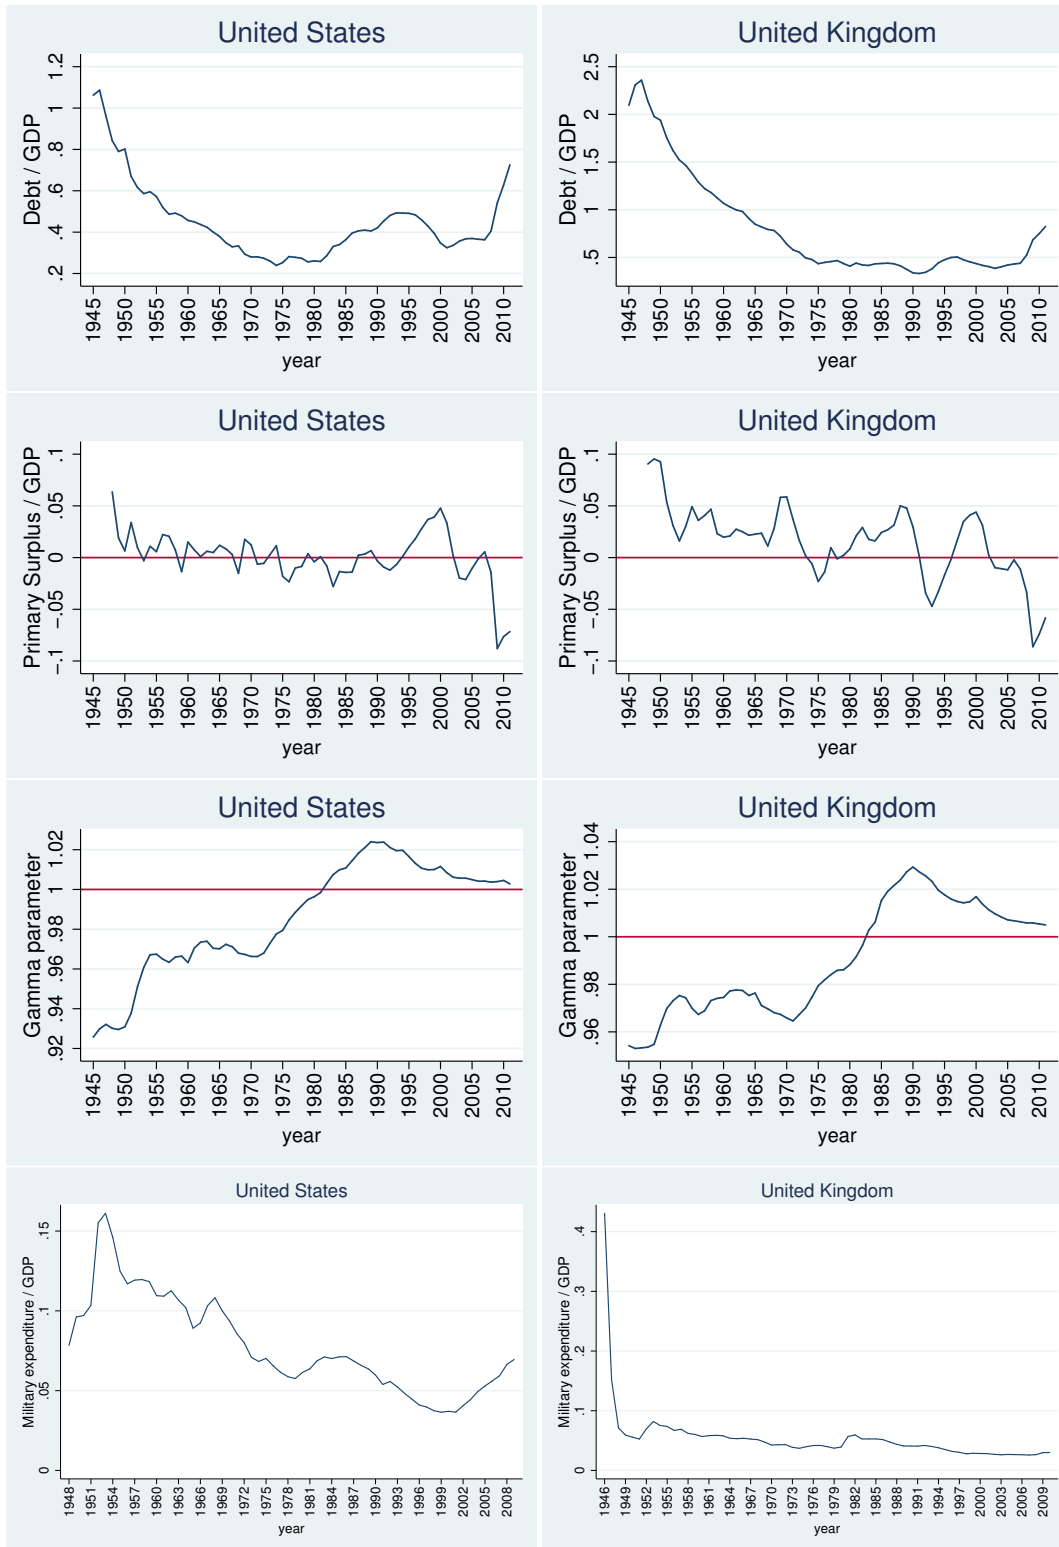 United States
Debt / GDP
1.2
1
.8
.6
.4
.2
1945 1950 1955 1960 1965 1970 1975 1980 1985 1990 1995 2000 2005 2010
year
United Kingdom
Debt / GDP
2.5
2
1.5
1
.5
1945 1950 1955 1960 1965 1970 1975 1980 1985 1990 1995 2000 2005 2010
year
United States
Primary Surplus / GDP
.1
.05
0
−.05
−.1
1945 1950 1955 1960 1965 1970 1975 1980 1985 1990 1995 2000 2005 2010
year
United Kingdom
Primary Surplus / GDP
.1
.05
0
−.05
−.1
1945 1950 1955 1960 1965 1970 1975 1980 1985 1990 1995 2000 2005 2010
year
United States
Gamma parameter
1.02
1
.98
.96
.94
.92
1945 1950 1955 1960 1965 1970 1975 1980 1985 1990 1995 2000 2005 2010
year
United Kingdom
Gamma parameter
1.04
1.02
1
.98
.96
1945 1950 1955 1960 1965 1970 1975 1980 1985 1990 1995 2000 2005 2010
year
United States
Military expenditure / GDP
.15
.1
.05
0
1948 1951 1954 1957 1960 1963 1966 1969 1972 1975 1978 1981 1984 1987 1990 1993 1996 1999 2002 2005 2008
year
United Kingdom
Military expenditure / GDP
.4
.3
.2
.1
0
1946 1949 1952 1955 1958 1961 1964 1967 1970 1973 1976 1979 1982 1985 1988 1991 1994 1997 2000 2003 2006 2009
year